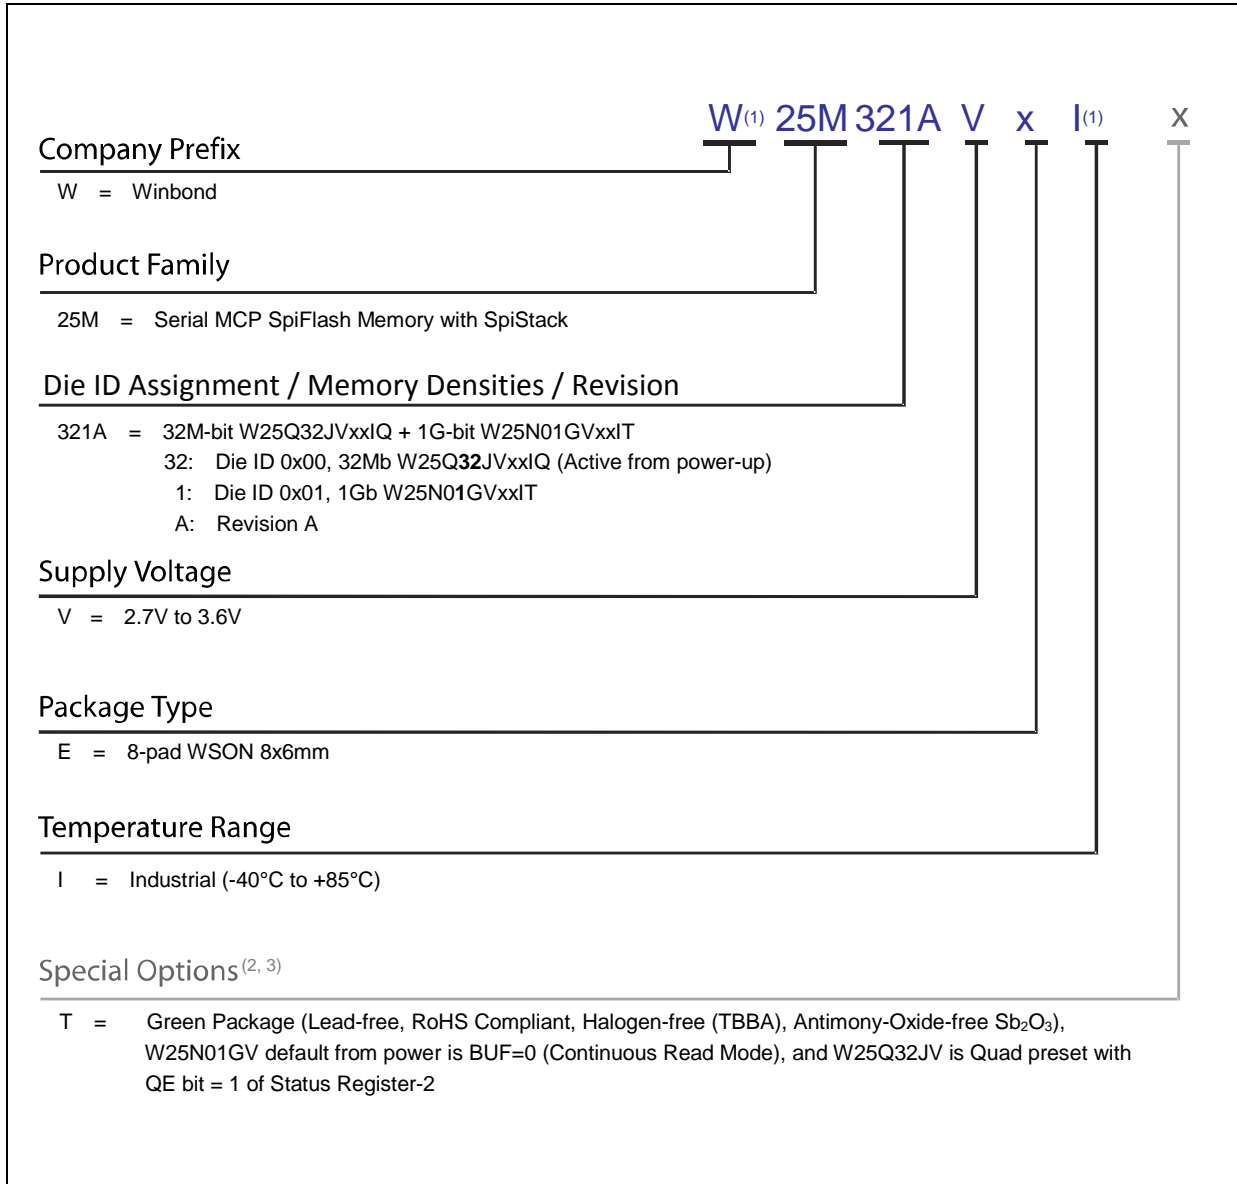 W(1) 25M 321A V x I(1) x
Company Prefix
W = Winbond
Product Family
25M = Serial MCP SpiFlash Memory with SpiStack
Die ID Assignment / Memory Densities / Revision
321A = 32M-bit W25Q32JVxxIQ + 1G-bit W25N01GVxxIT
32: Die ID 0x00, 32Mb W25Q32JVxxIQ (Active from power-up)
1: Die ID 0x01, 1Gb W25N01GVxxIT
A: Revision A
Supply Voltage
V = 2.7V to 3.6V
Package Type
E = 8-pad WSON 8x6mm
Temperature Range
I = Industrial (-40°C to +85°C)
Special Options(2, 3)
T = Green Package (Lead-free, RoHS Compliant, Halogen-free (TBBA), Antimony-Oxide-free Sb₂O₃),
W25N01GV default from power is BUF=0 (Continuous Read Mode), and W25Q32JV is Quad preset with
QE bit = 1 of Status Register-2